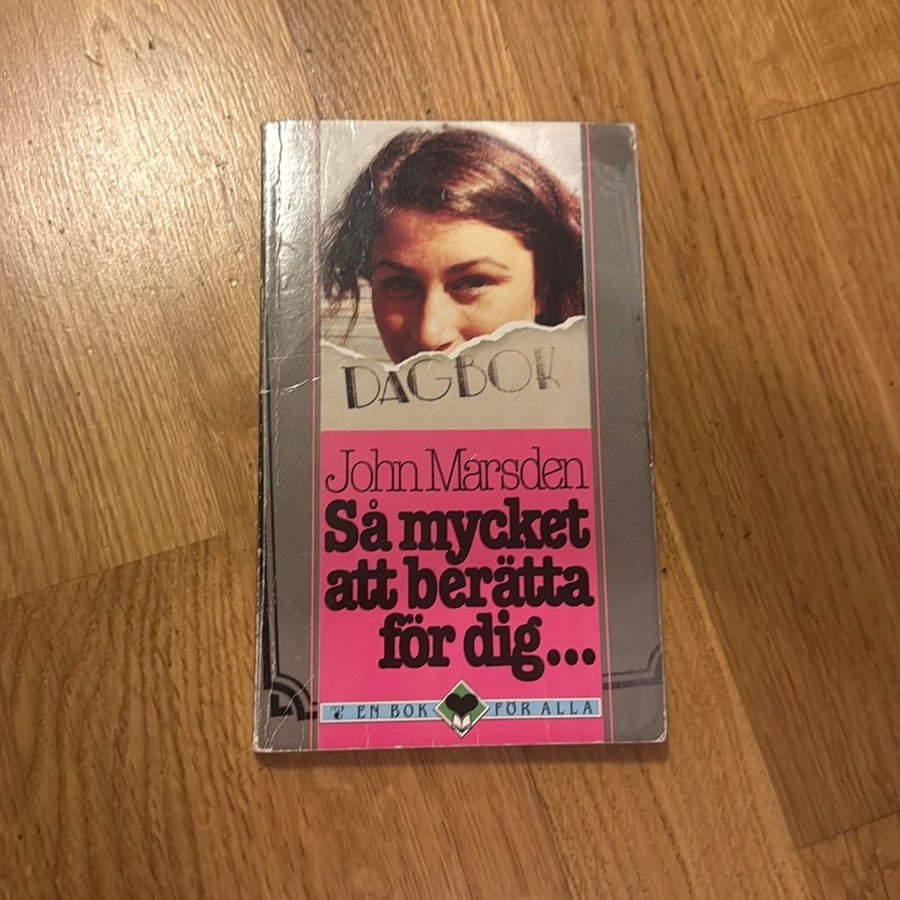 DAGBOK
John Marsden
Så mycket
att berätta
för dig...
EN BOK FÖR ALLA